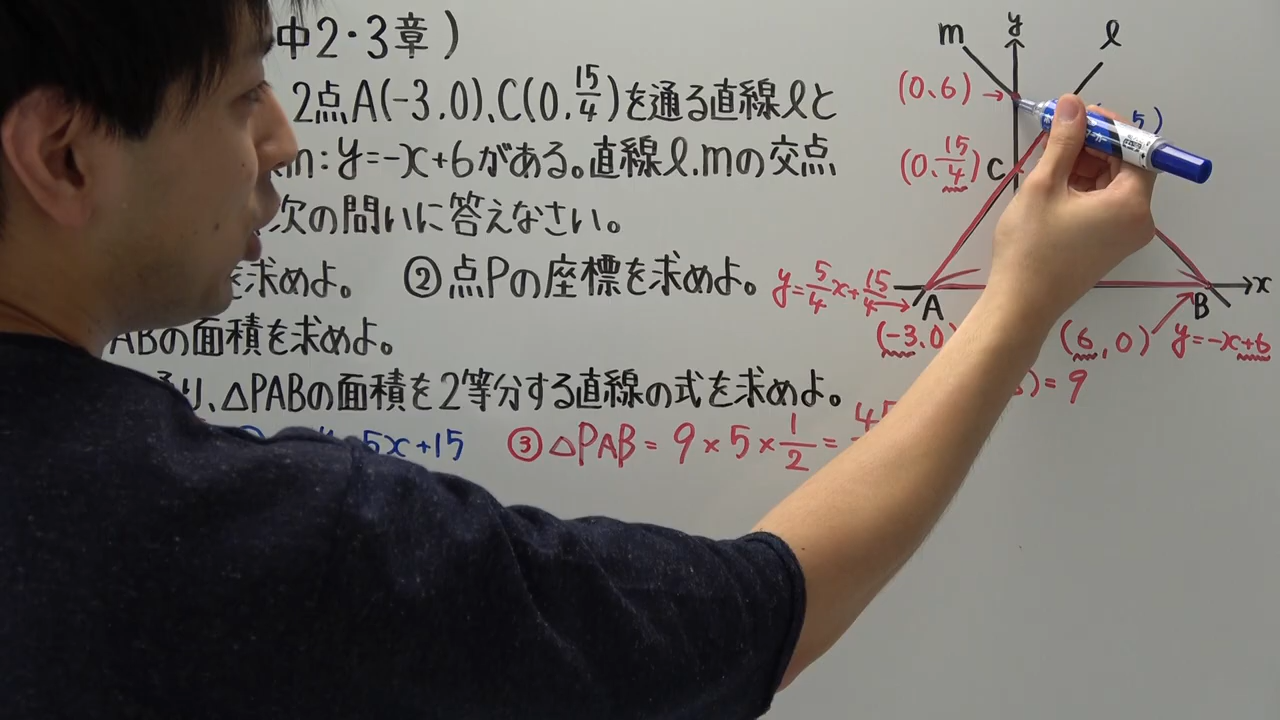 中2・3章)
2点A(-3.0)、C(0.15/4)を通る直線ℓと
m:y=-x+6がある。直線ℓ.mの交点
次の問いに答えなさい。
を求めよ。 ②点Pの座標を求めよ。
ABの面積を求めよ。
り、△PABの面積を2等分する直線の式を求めよ。
5x+15 ③△PAB=9×5×1/2=
m y ℓ
(0.6)→
(0.15/4) C
5)
y=5/4x+15/4
A B x
(-3.0) (6,0) y=-x+6
)=9